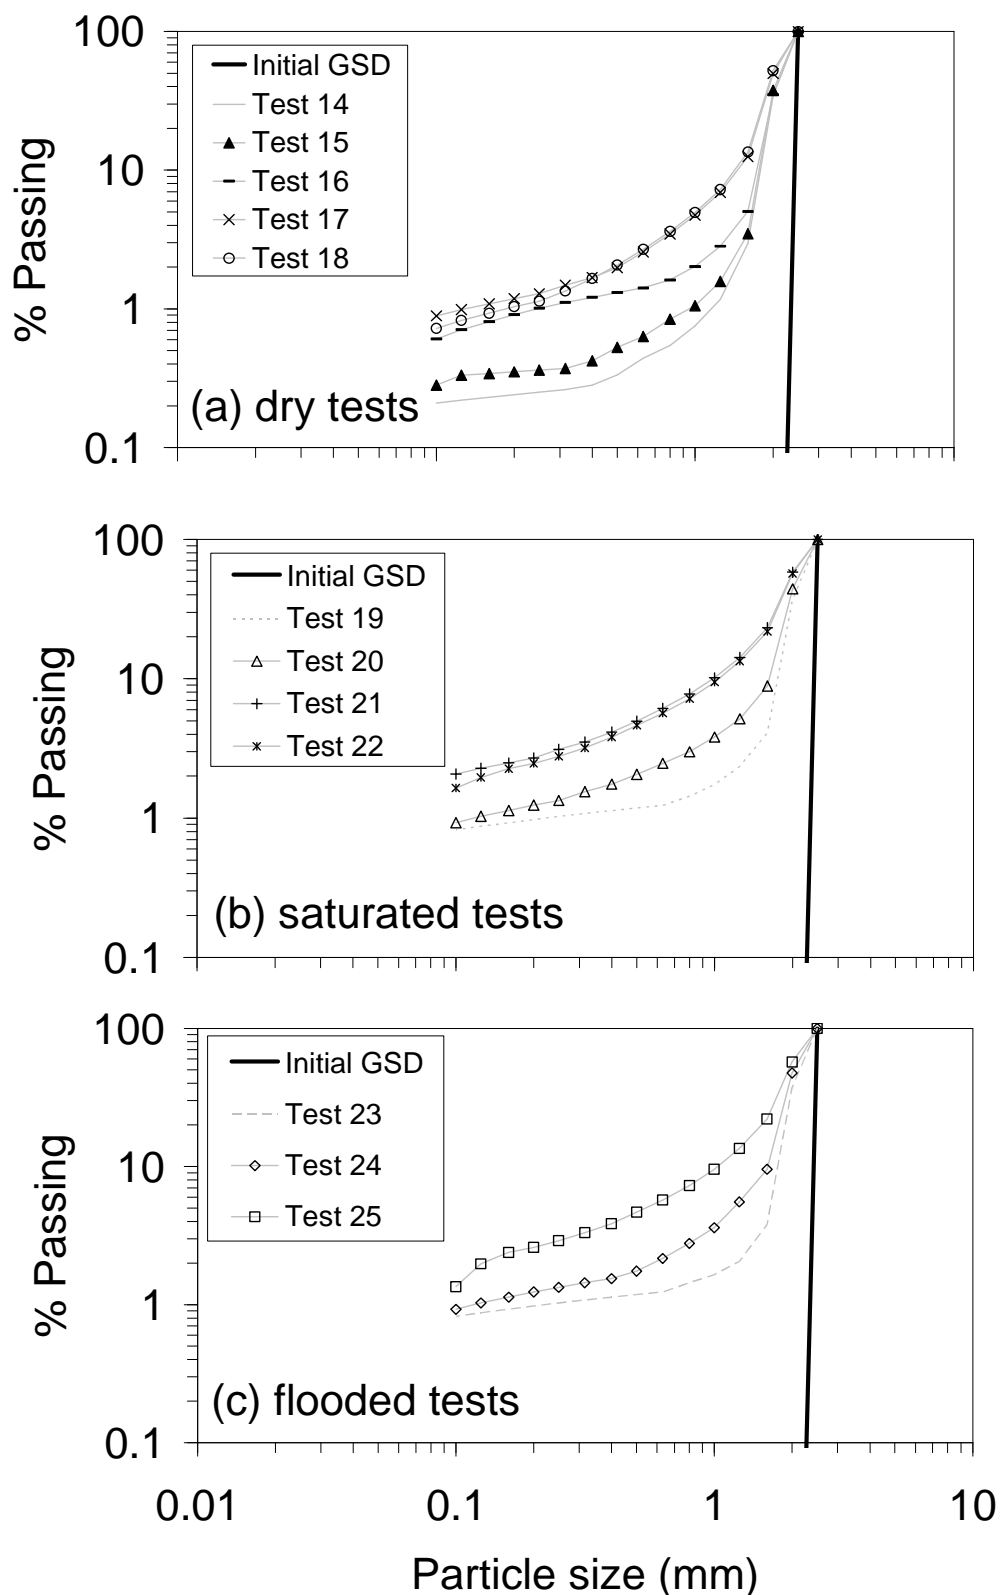 100
10
1
0.1
% Passing
Initial GSD
Test 14
Test 15
Test 16
Test 17
Test 18
(a) dry tests
100
10
1
0.1
% Passing
Initial GSD
Test 19
Test 20
Test 21
Test 22
(b) saturated tests
100
10
1
0.1
% Passing
Initial GSD
Test 23
Test 24
Test 25
(c) flooded tests
0.01 0.1 1 10
Particle size (mm)